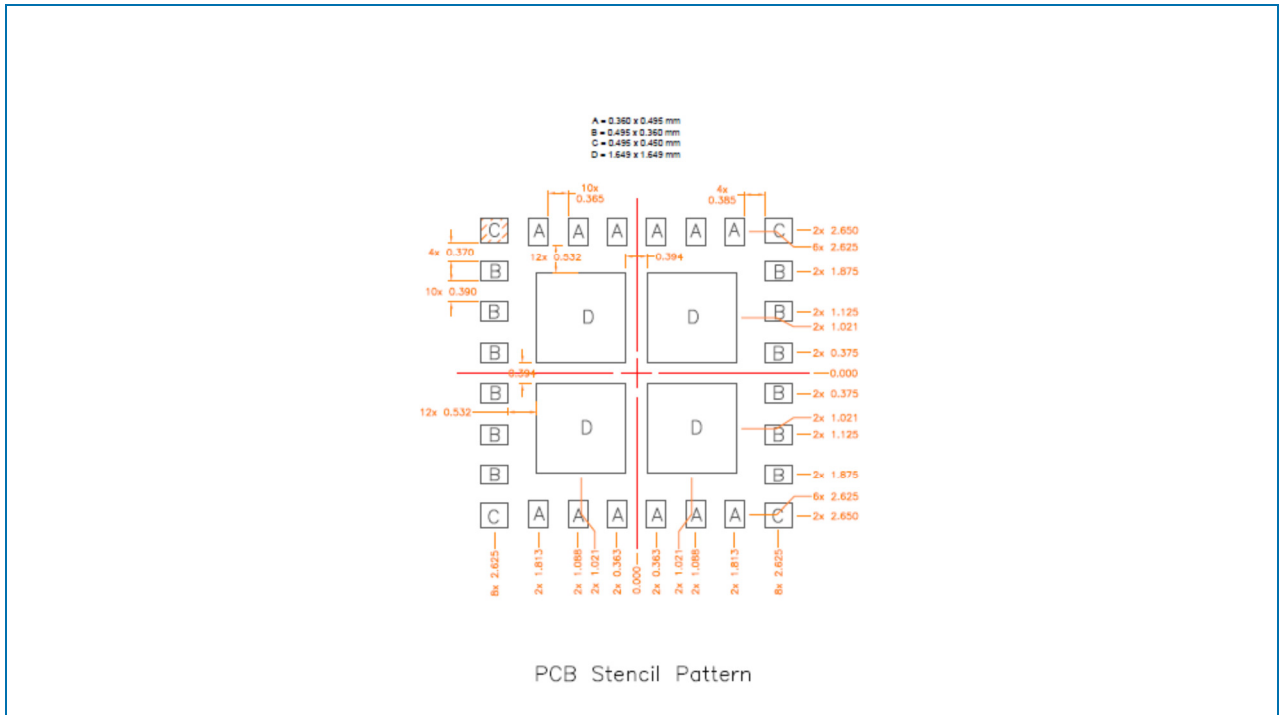 A = 0.360 x 0.495 mm
B = 0.495 x 0.360 mm
C = 0.495 x 0.450 mm
D = 1.649 x 1.649 mm
10x
0.365
4x
0.385
C A A A A A A C
2x 2.650
6x 2.625
4x 0.370
12x 0.532
0.394
B B
2x 1.875
10x 0.390
B B
2x 1.125
D D
2x 1.021
B B
2x 0.375
0.394
0.000
B B
2x 0.375
12x 0.532
2x 1.021
D D
B B
2x 1.125
B B
2x 1.875
6x 2.625
C A A A A A A C
2x 2.650
8x 2.625
2x 1.813
2x 1.088
2x 1.021
2x 0.363
0.000
2x 0.363
2x 1.021
2x 1.088
2x 1.813
8x 2.625
PCB Stencil Pattern